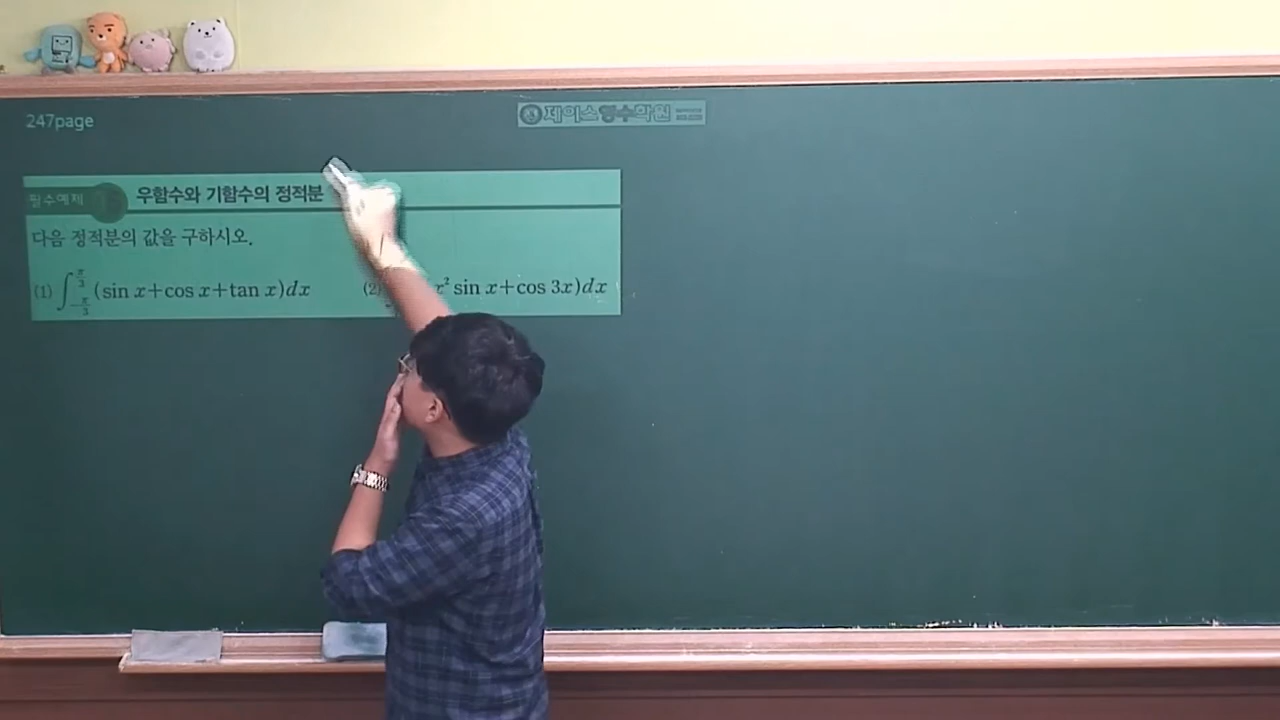 247page
제이스영수학원
필수예제
우함수와 기함수의 정적분
다음 정적분의 값을 구하시오.
(1) ∫_{-π/3}^{π/3} (sin x+cos x+tan x)dx (2) x² sin x+cos 3x)dx